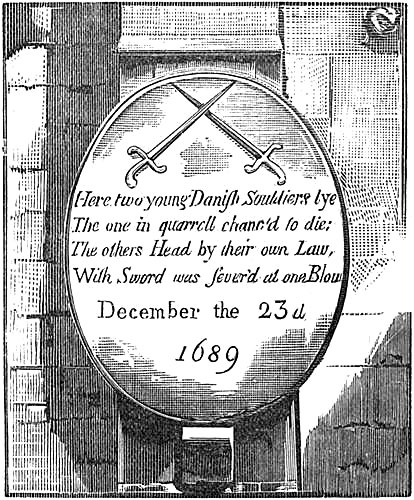 Here two young Daniſh Souldiers lye
The one in quarrell chanc'd to die;
The others Head by their own Law,
With Sword was ſever'd at one Blow
December the 23d
1689